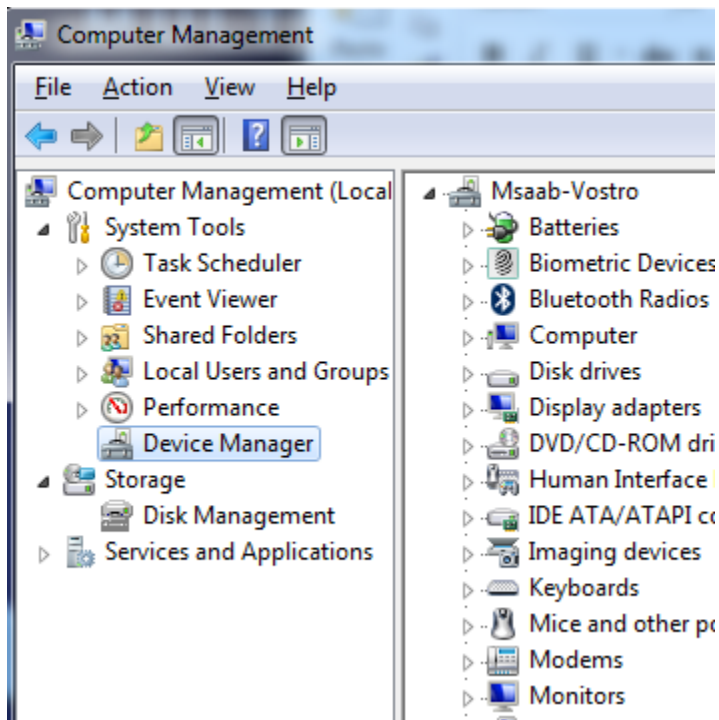 Computer Management
File Action View Help
Computer Management (Local
System Tools
Task Scheduler
Event Viewer
Shared Folders
Local Users and Groups
Performance
Device Manager
Storage
Disk Management
Services and Applications
Msaab-Vostro
Batteries
Biometric Devices
Bluetooth Radios
Computer
Disk drives
Display adapters
DVD/CD-ROM dri
Human Interface
IDE ATA/ATAPI co
Imaging devices
Keyboards
Mice and other po
Modems
Monitors